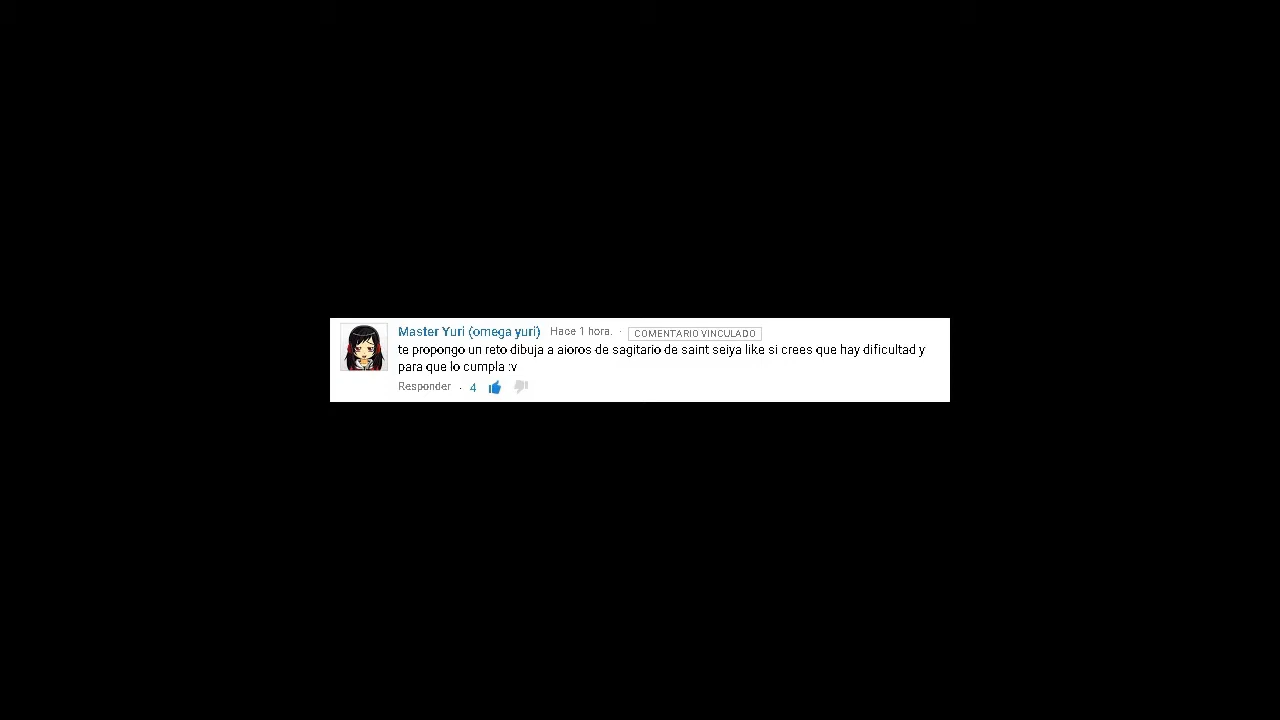 Master Yuri (omega yuri) Hace 1 hora. · COMENTARIO VINCULADO
te propongo un reto dibuja a aioros de sagitario de saint seiya like si crees que hay dificultad y
para que lo cumpla :v
Responder · 4